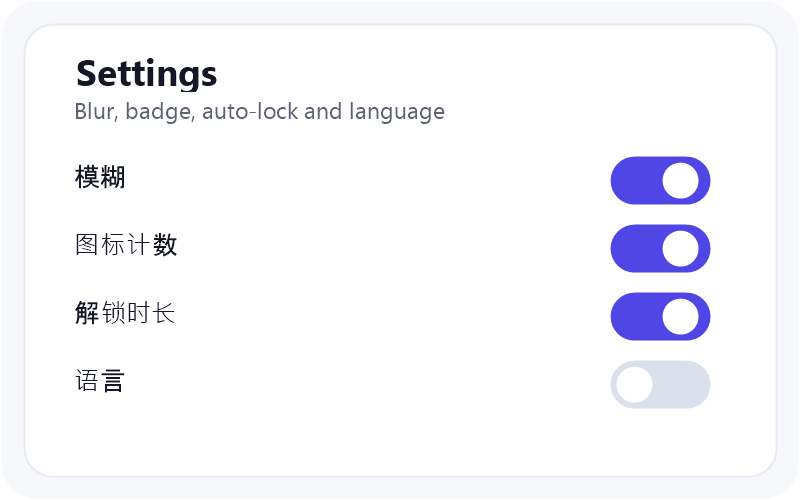 Settings
Blur, badge, auto-lock and language
模糊
图标计数
解锁时长
语言